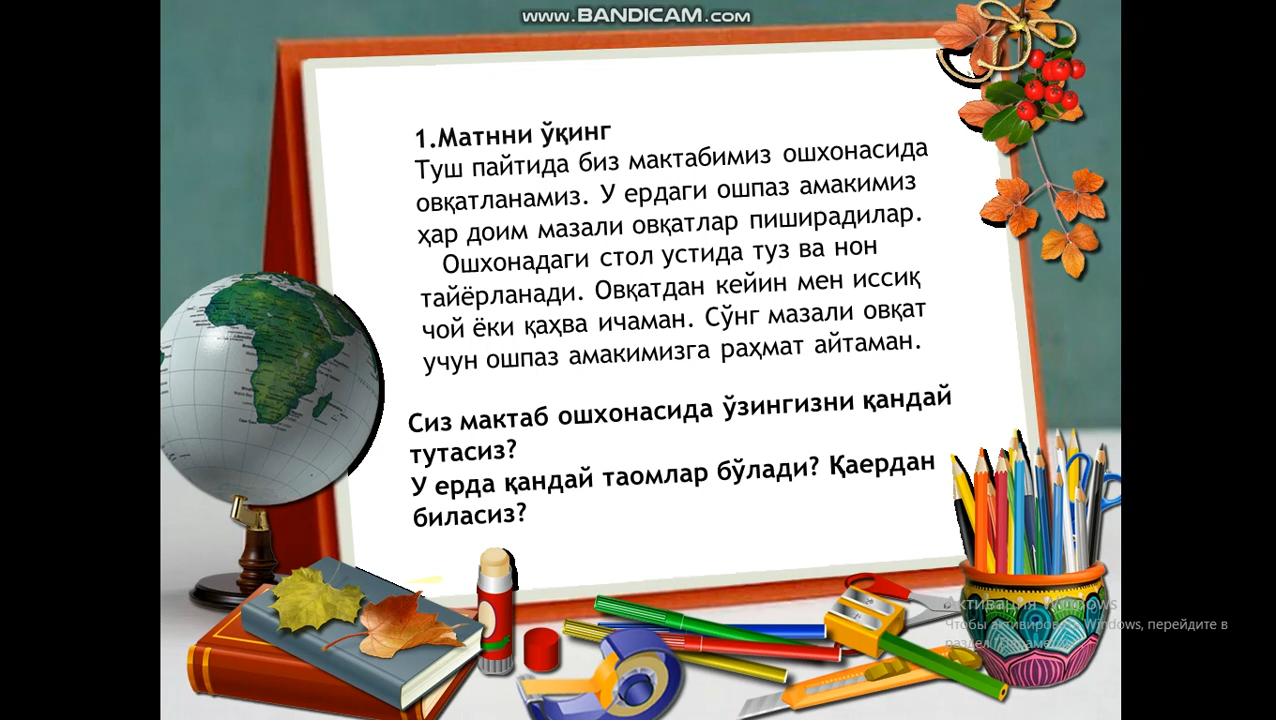 www.BANDICAM.com
1.Матнни ўқинг
Туш пайтида биз мактабимиз ошхонасида
овқатланамиз. У ердаги ошпаз амакимиз
ҳар доим мазали овқатлар пиширадилар.
Ошхонадаги стол устида туз ва нон
тайёрланади. Овқатдан кейин мен иссиқ
чой ёки қаҳва ичаман. Сўнг мазали овқат
учун ошпаз амакимизга раҳмат айтаман.
Сиз мактаб ошхонасида ўзингизни қандай
тутасиз?
У ерда қандай таомлар бўлади? Қаердан
биласиз?
Активация Windows
Чтобы активировать Windows, перейдите в
раздел